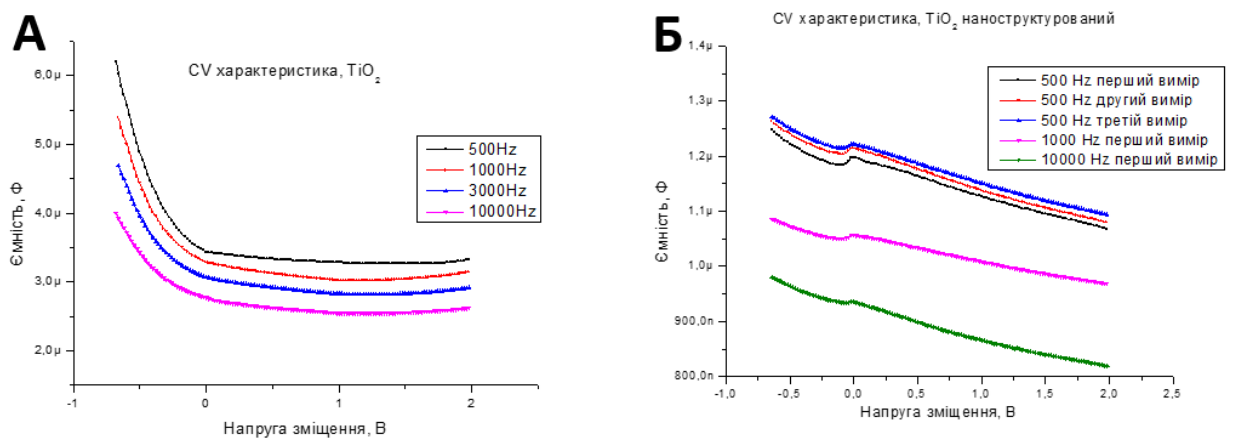 А
CV характеристика, TiO2
6,0µ
5,0µ
4,0µ
3,0µ
2,0µ
Ємність, Ф
500Hz
1000Hz
3000Hz
10000Hz
-1
0
1
2
Напруга зміщення, В
Б
CV характеристика, TiO2 наноструктурований
1,4µ
1,3µ
1,2µ
1,1µ
1,0µ
900,0n
800,0n
Ємність, Ф
500 Hz перший вимір
500 Hz другий вимір
500 Hz третій вимір
1000 Hz перший вимір
10000 Hz перший вимір
-1,0
-0,5
0,0
0,5
1,0
1,5
2,0
2,5
Напруга зміщення, В